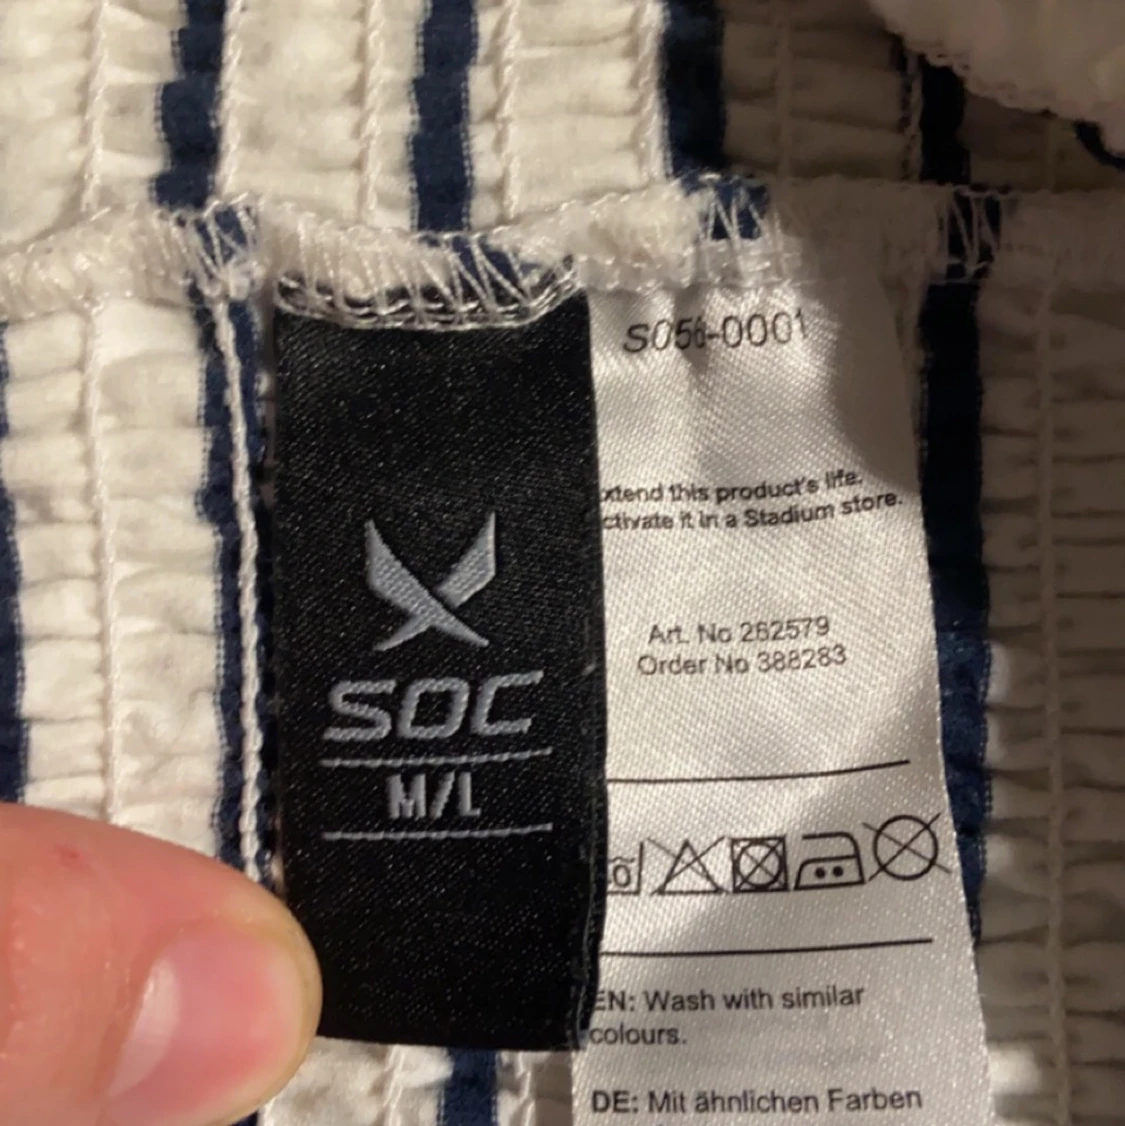 SOC
M/L
S056-0001
xtend this product's life.
ctivate it in a Stadium store.
Art. No 262579
Order No 388283
EN: Wash with similar
colours.
DE: Mit ähnlichen Farben